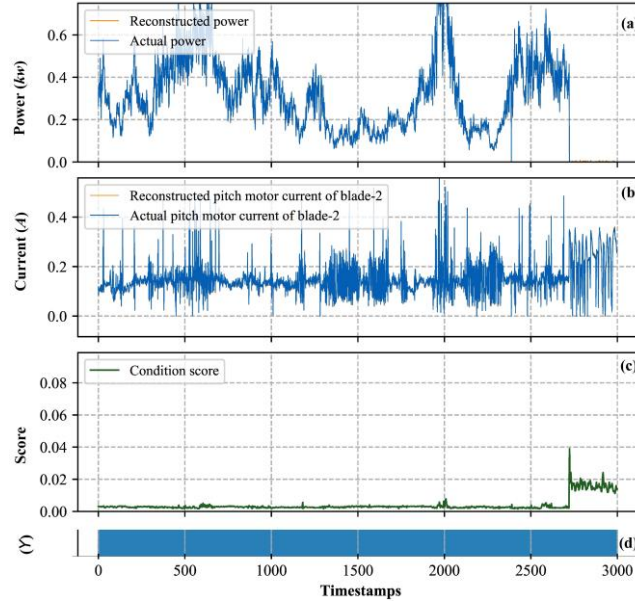 Reconstructed power
Actual power
(a)
0.6
0.4
0.2
0.0
Power (kw)
Reconstructed pitch motor current of blade-2
Actual pitch motor current of blade-2
(b)
0.4
0.2
0.0
Current (A)
Condition score
(c)
0.08
0.06
0.04
0.02
0.00
Score
(Y)
(d)
0 500 1000 1500 2000 2500 3000
Timestamps